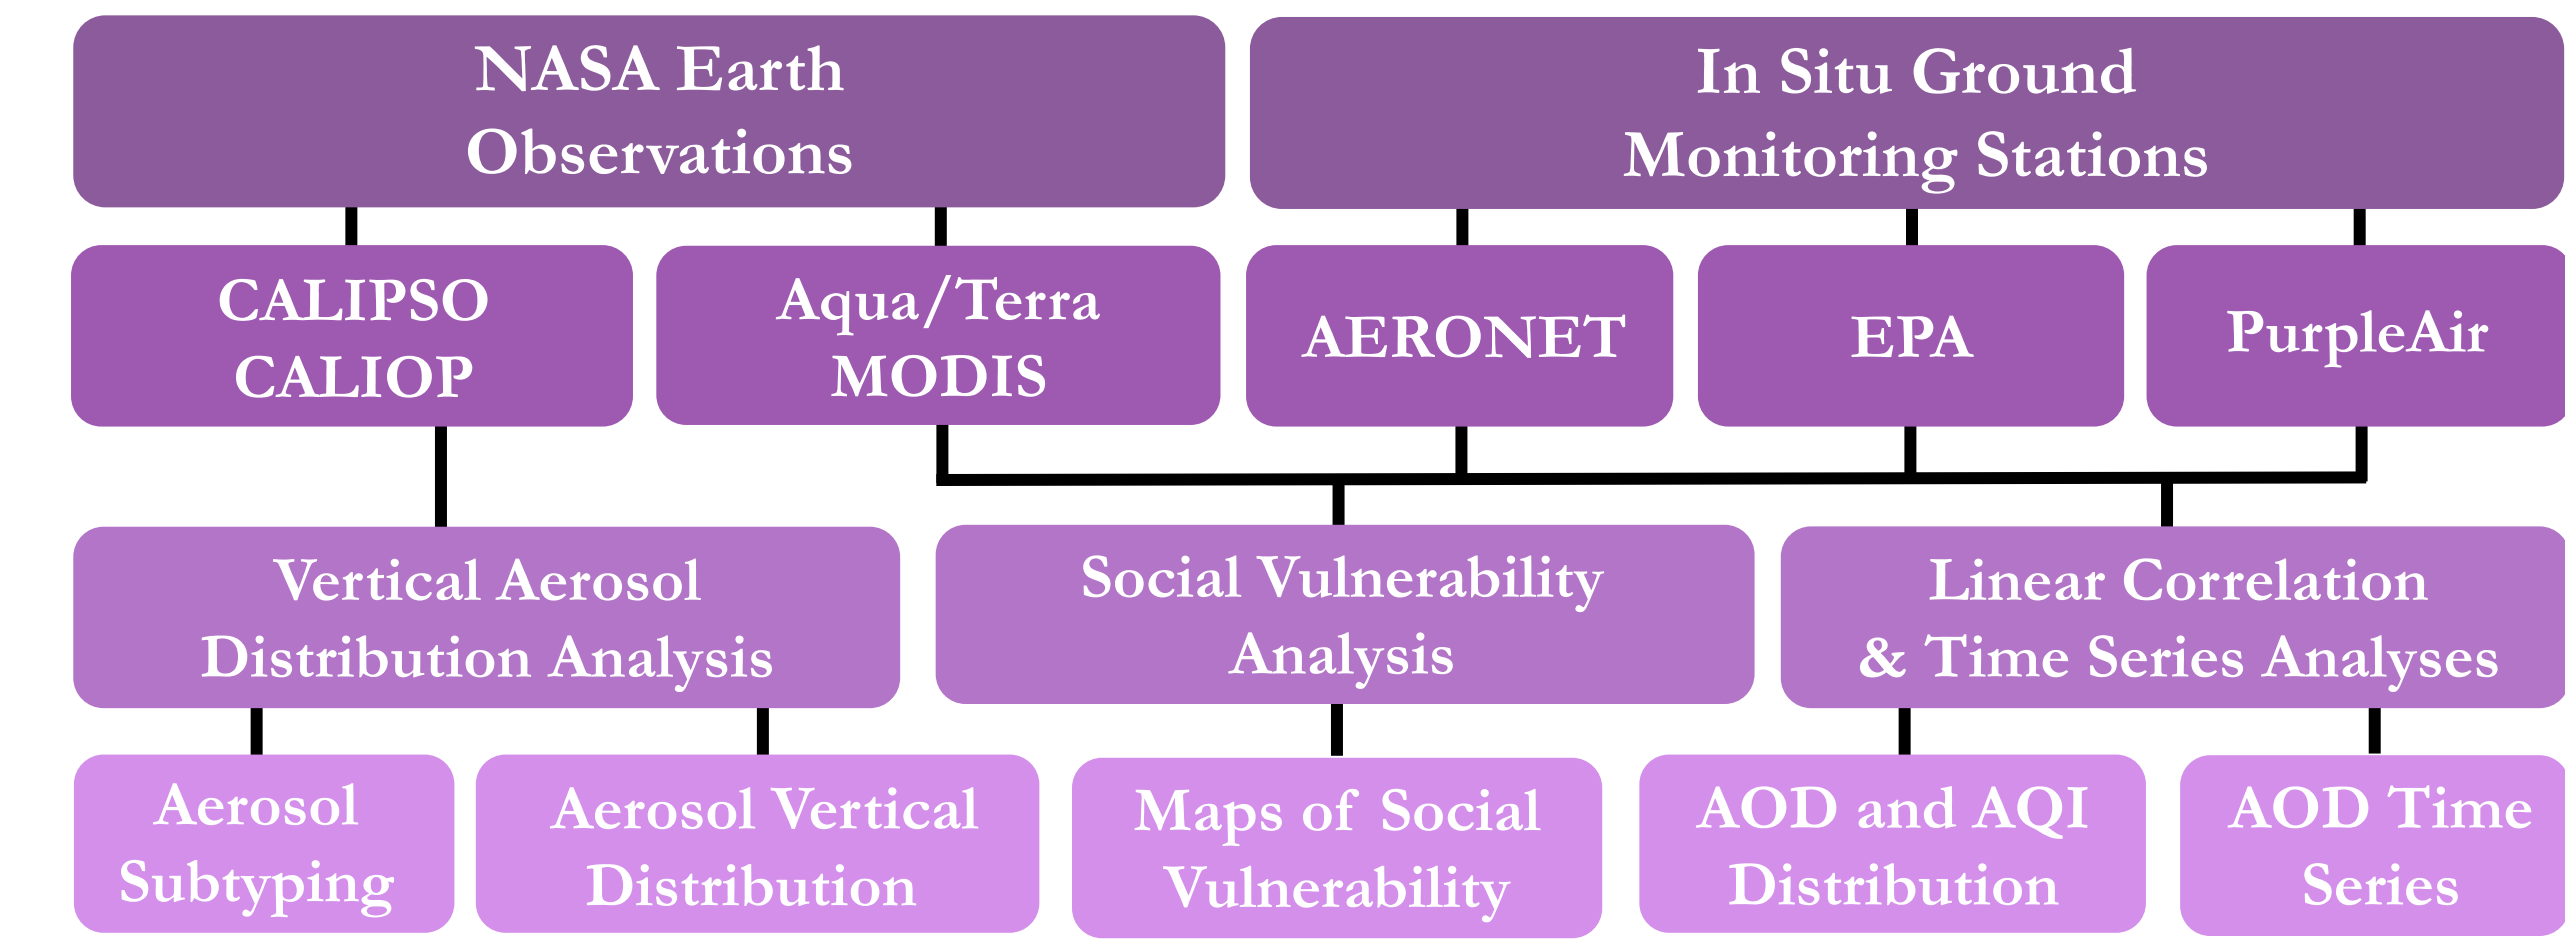 NASA Earth
Observations
In Situ Ground
Monitoring Stations
CALIPSO
CALIOP
Aqua/Terra
MODIS
AERONET
EPA
PurpleAir
Vertical Aerosol
Distribution Analysis
Social Vulnerability
Analysis
Linear Correlation
& Time Series Analyses
Aerosol
Subtyping
Aerosol Vertical
Distribution
Maps of Social
Vulnerability
AOD and AQI
Distribution
AOD Time
Series